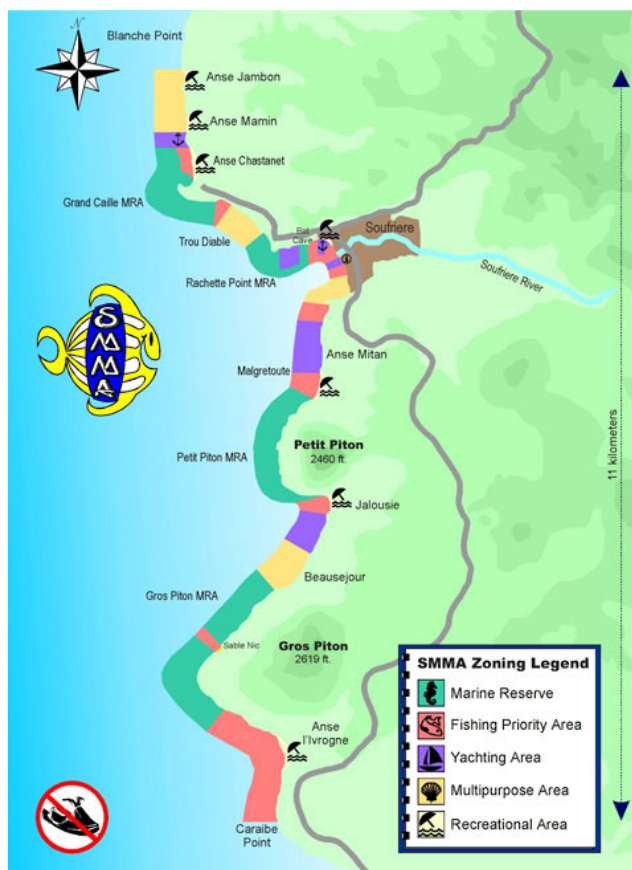 N
Blanche Point
Anse Jambon
Anse Mamin
Anse Chastanet
Grand Caille MRA
Trou Diable
Bat
Cave
Soufriere
Rachette Point MRA
Soufriere River
SMMA
Anse Mitan
Malgretoute
Petit Piton
2460 ft.
Petit Piton MRA
11 kilometers
Jalousie
Beausejour
Gros Piton MRA
Sable Nic
Gros Piton
2619 ft.
SMMA Zoning Legend
Marine Reserve
Fishing Priority Area
Yachting Area
Multipurpose Area
Recreational Area
Anse
l'Ivrogne
Caraibe
Point